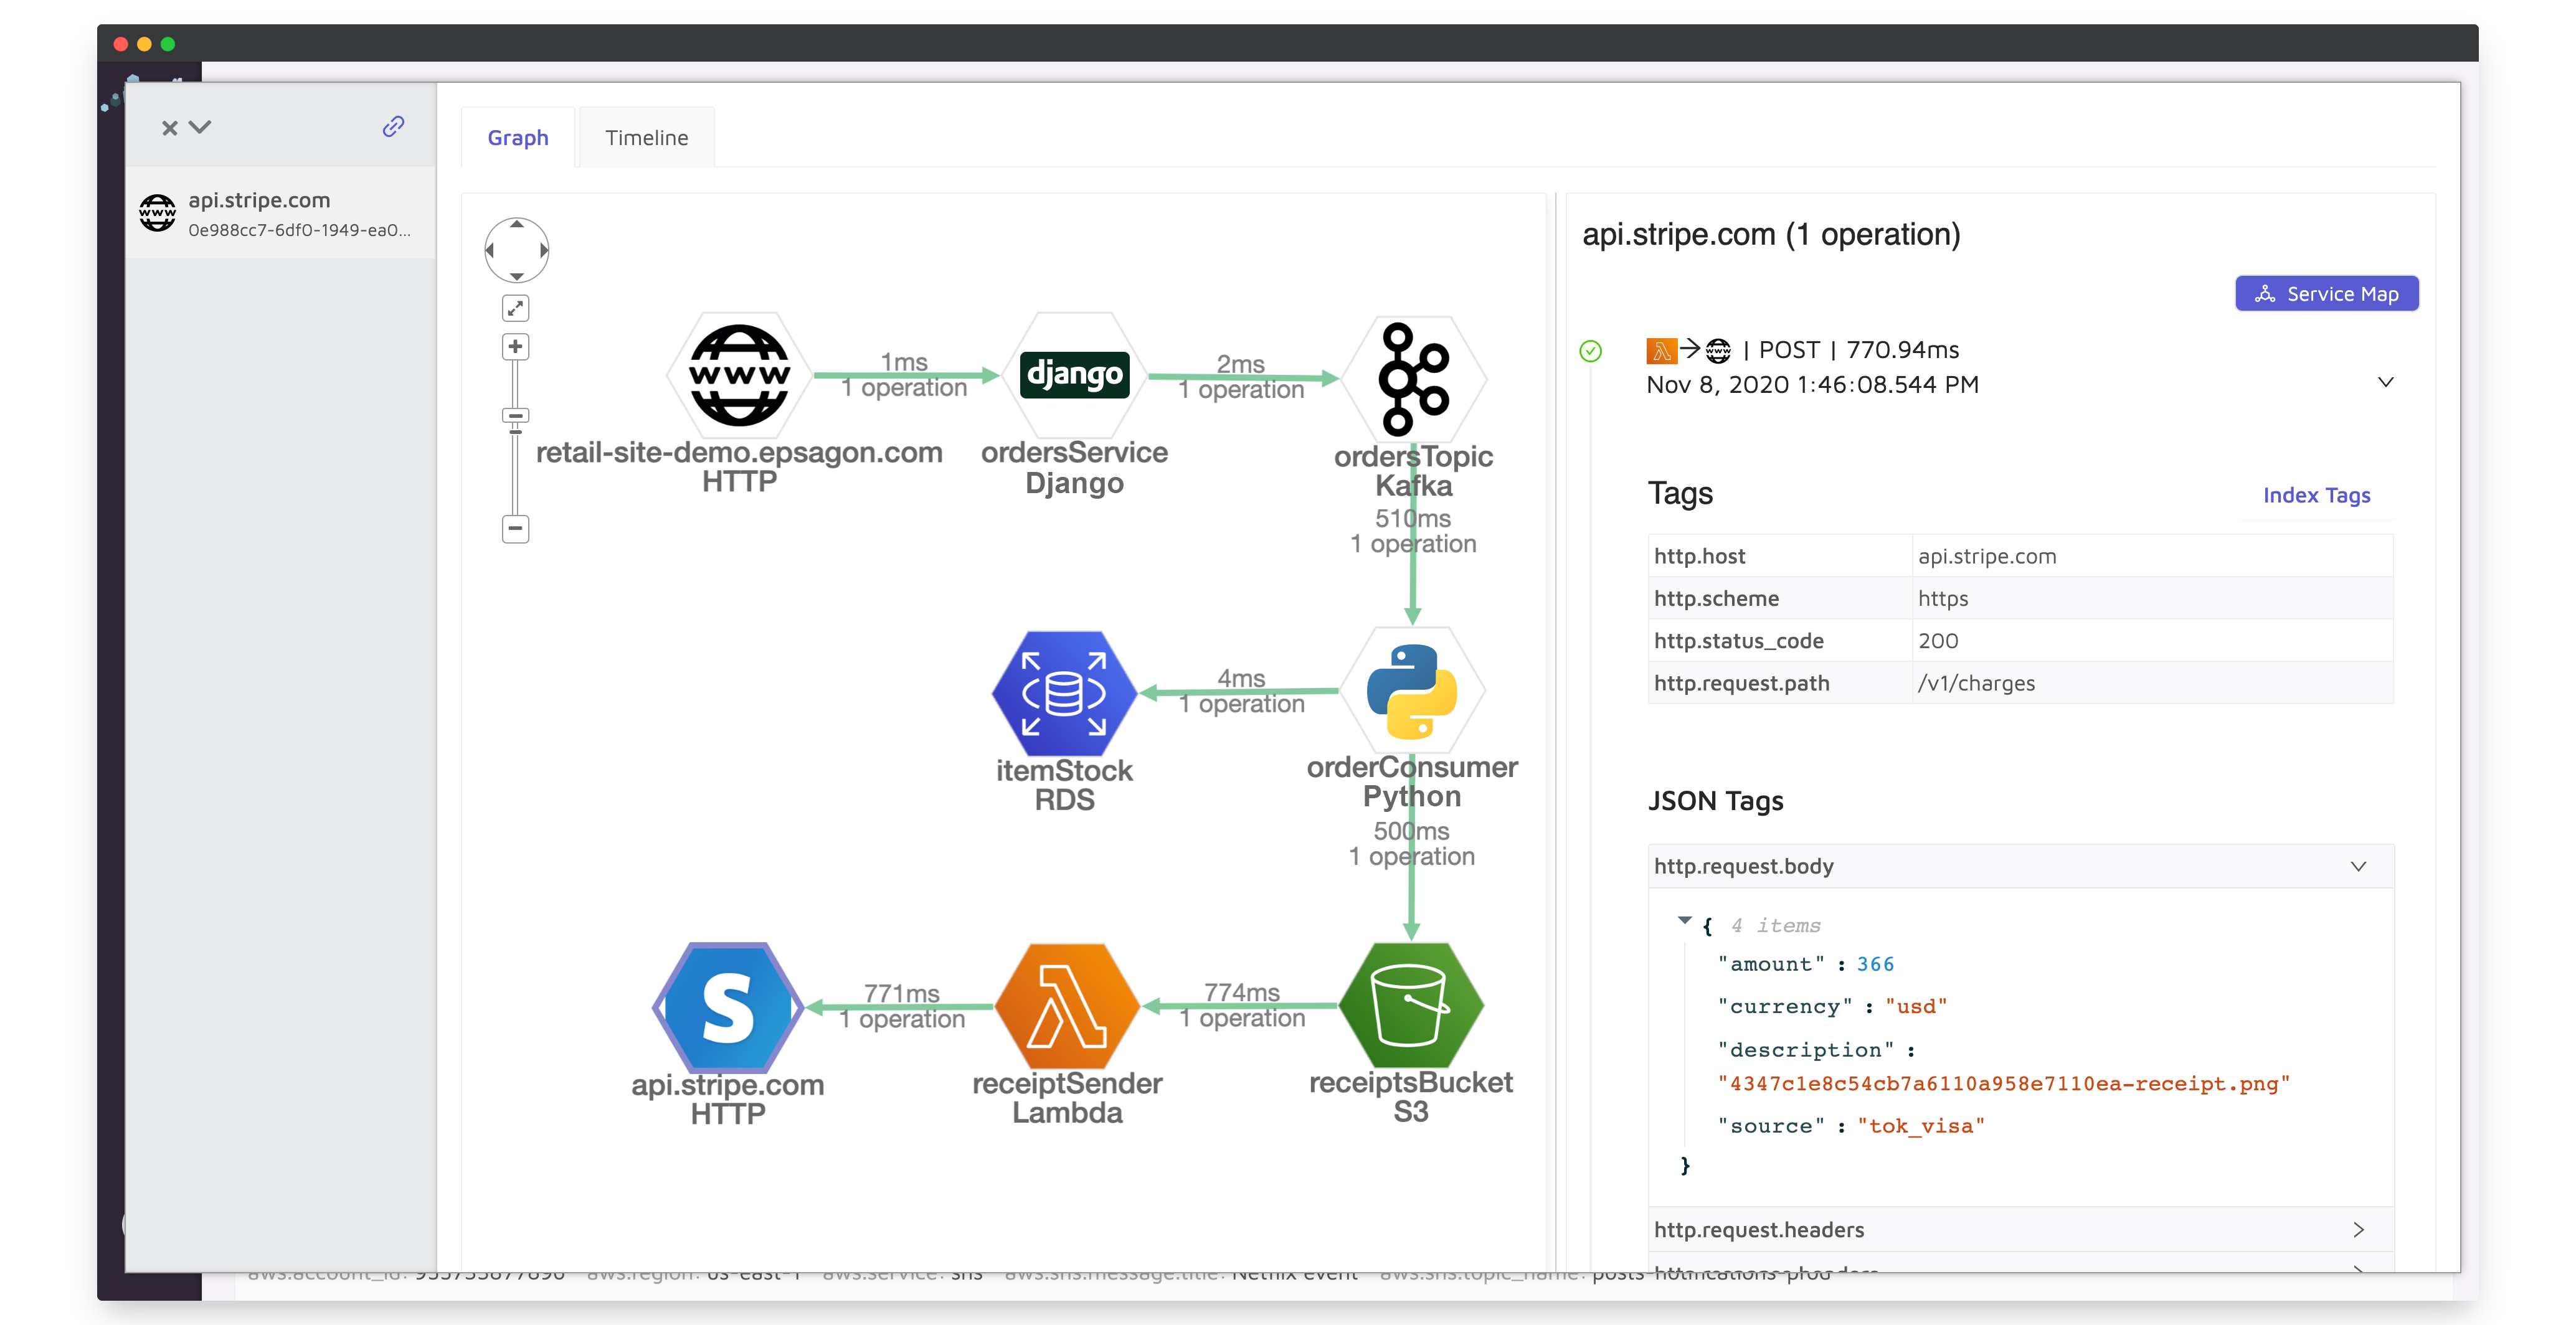 api.stripe.com
0e988cc7-6df0-1949-ea0...
Graph
Timeline
www
1ms
1 operation
django
2ms
1 operation
retail-site-demo.epsagon.com
HTTP
ordersService
Django
ordersTopic
Kafka
510ms
1 operation
4ms
1 operation
itemStock
RDS
orderConsumer
Python
500ms
1 operation
S
771ms
1 operation
774ms
1 operation
api.stripe.com
HTTP
receiptSender
Lambda
receiptsBucket
S3
api.stripe.com (1 operation)
Service Map
| POST | 770.94ms
Nov 8, 2020 1:46:08.544 PM
Tags
Index Tags
http.host api.stripe.com
http.scheme https
http.status_code 200
http.request.path /v1/charges
JSON Tags
http.request.body
{ 4 items
"amount" : 366
"currency" : "usd"
"description" :
"4347c1e8c54cb7a6110a958e7110ea-receipt.png"
"source" : "tok_visa"
}
http.request.headers